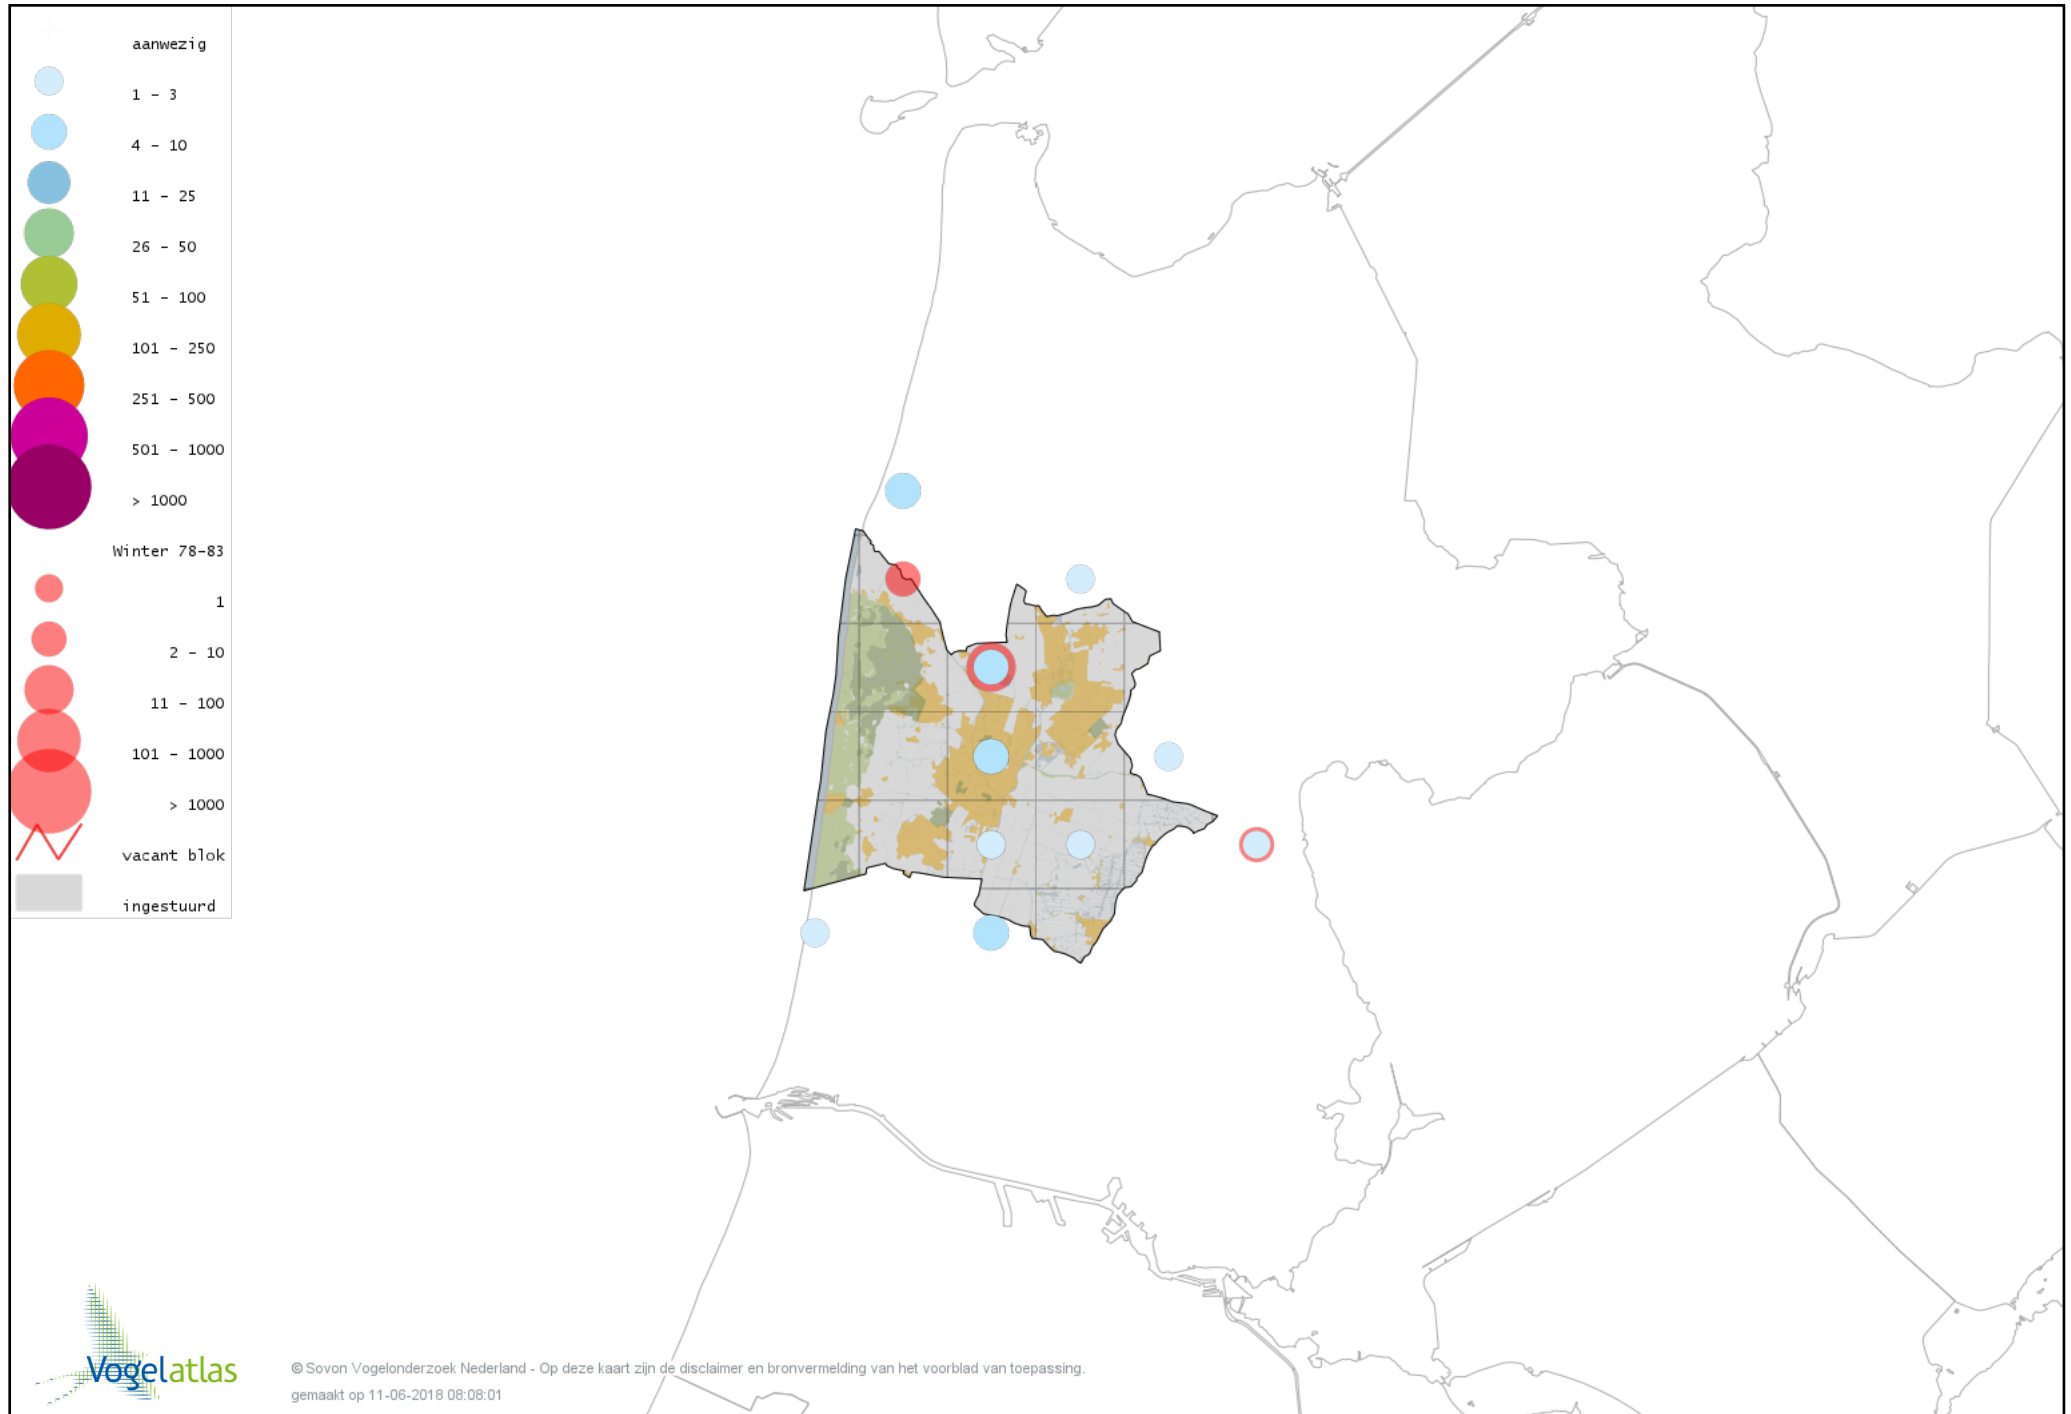 aanwezig
1 - 3
4 - 10
11 - 25
26 - 50
51 - 100
101 - 250
251 - 500
501 - 1000
> 1000
Winter 78-83
1
2 - 10
11 - 100
101 - 1000
> 1000
vacant blok
ingestuurd
Vogelatlas
© Sovon Vogelonderzoek Nederland - Op deze kaart zijn de disclaimer en bronvermelding van het voorblad van toepassing.
gemaakt op 11-06-2018 08:08:01